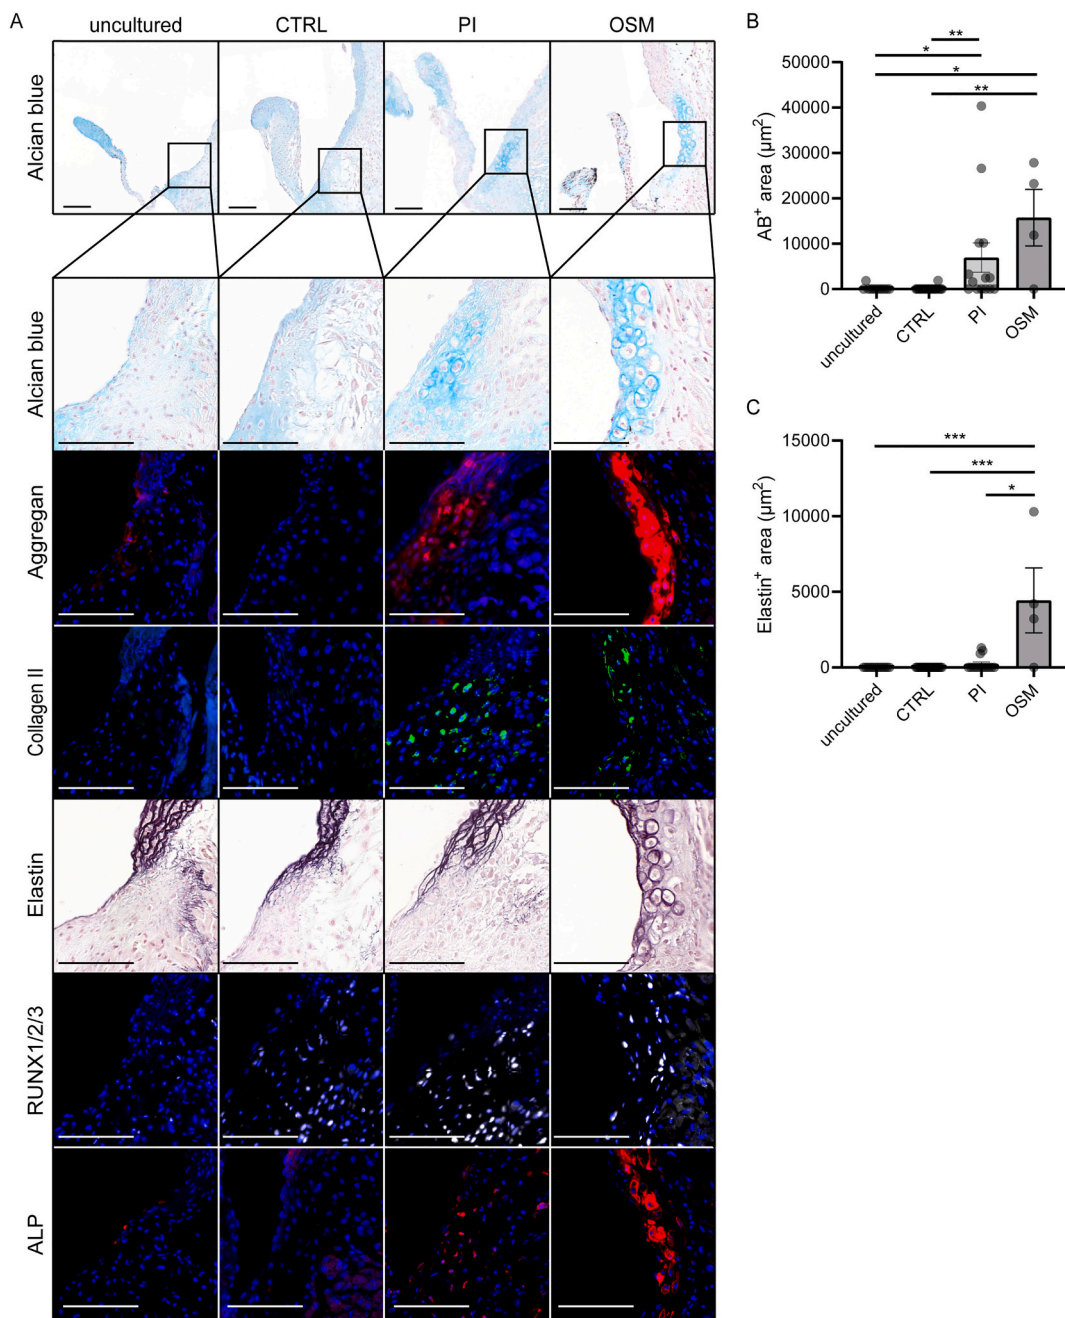 A
uncultured CTRL PI OSM
Alcian blue
Alcian blue
Aggregan
Collagen II
Elastin
RUNX1/2/3
ALP
B
**
*
*
**
AB+ area (µm²)
50000
40000
30000
20000
10000
0
uncultured CTRL PI OSM
C
***
***
*
Elastin+ area (µm²)
15000
10000
5000
0
uncultured CTRL PI OSM